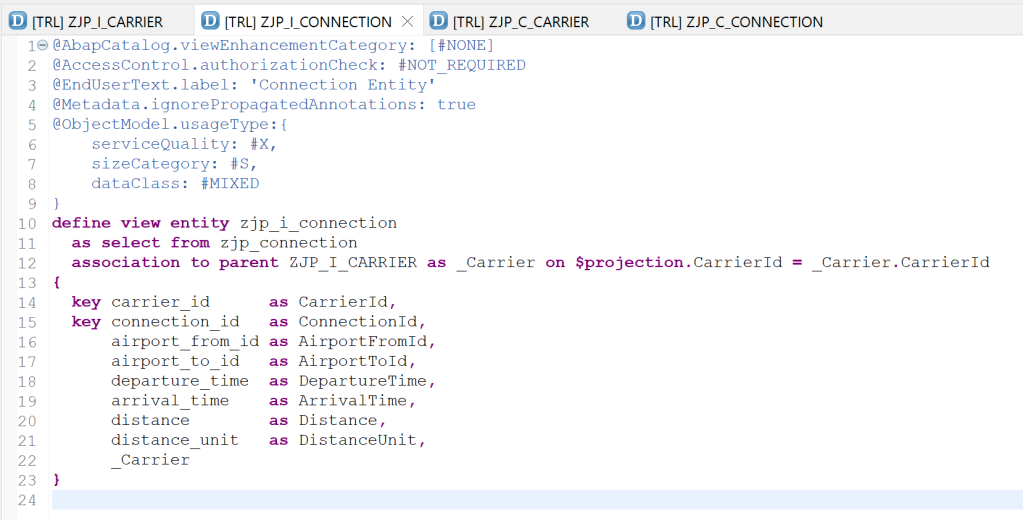 D [TRL] ZJP_I_CARRIER D [TRL] ZJP_I_CONNECTION D [TRL] ZJP_C_CARRIER D [TRL] ZJP_C_CONNECTION
1 @AbapCatalog.viewEnhancementCategory: [#NONE]
2 @AccessControl.authorizationCheck: #NOT_REQUIRED
3 @EndUserText.label: 'Connection Entity'
4 @Metadata.ignorePropagatedAnnotations: true
5 @ObjectModel.usageType:{
6     serviceQuality: #X,
7     sizeCategory: #S,
8     dataClass: #MIXED
9 }
10 define view entity zjp_i_connection
11   as select from zjp_connection
12   association to parent ZJP_I_CARRIER as _Carrier on $projection.CarrierId = _Carrier.CarrierId
13 {
14   key carrier_id      as CarrierId,
15   key connection_id   as ConnectionId,
16       airport_from_id as AirportFromId,
17       airport_to_id   as AirportToId,
18       departure_time  as DepartureTime,
19       arrival_time    as ArrivalTime,
20       distance        as Distance,
21       distance_unit   as DistanceUnit,
22       _Carrier
23 }
24